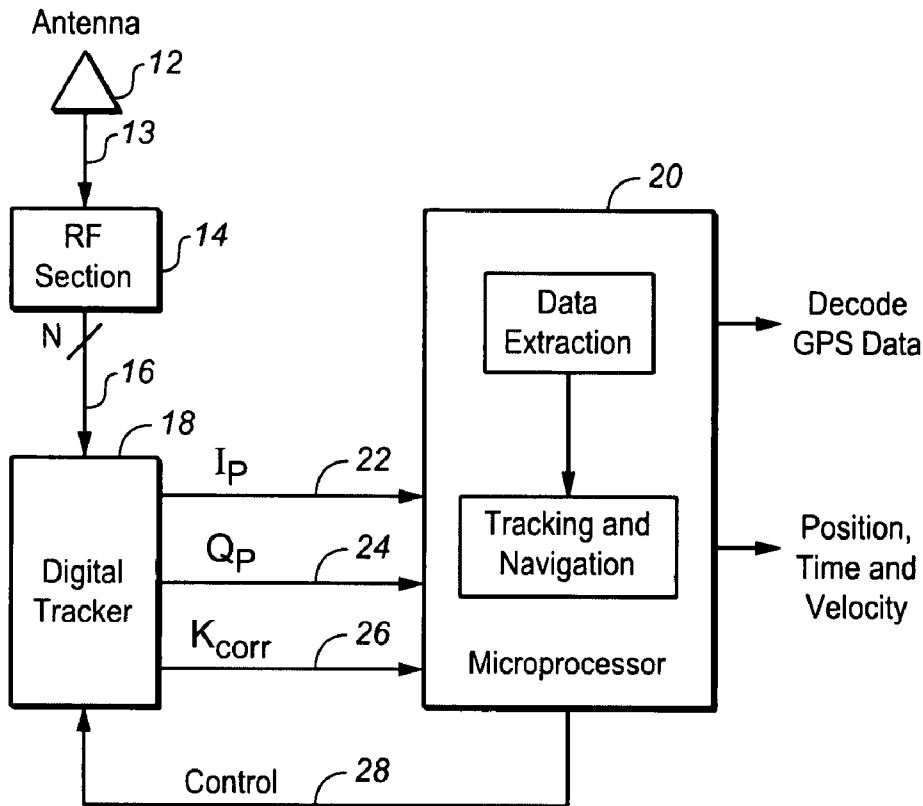 Antenna
12
13
RF
Section
14
N
16
18
Digital
Tracker
I_P
22
Q_P
24
K_corr
26
Control
28
20
Data
Extraction
Tracking and
Navigation
Microprocessor
Decode
GPS Data
Position,
Time and
Velocity